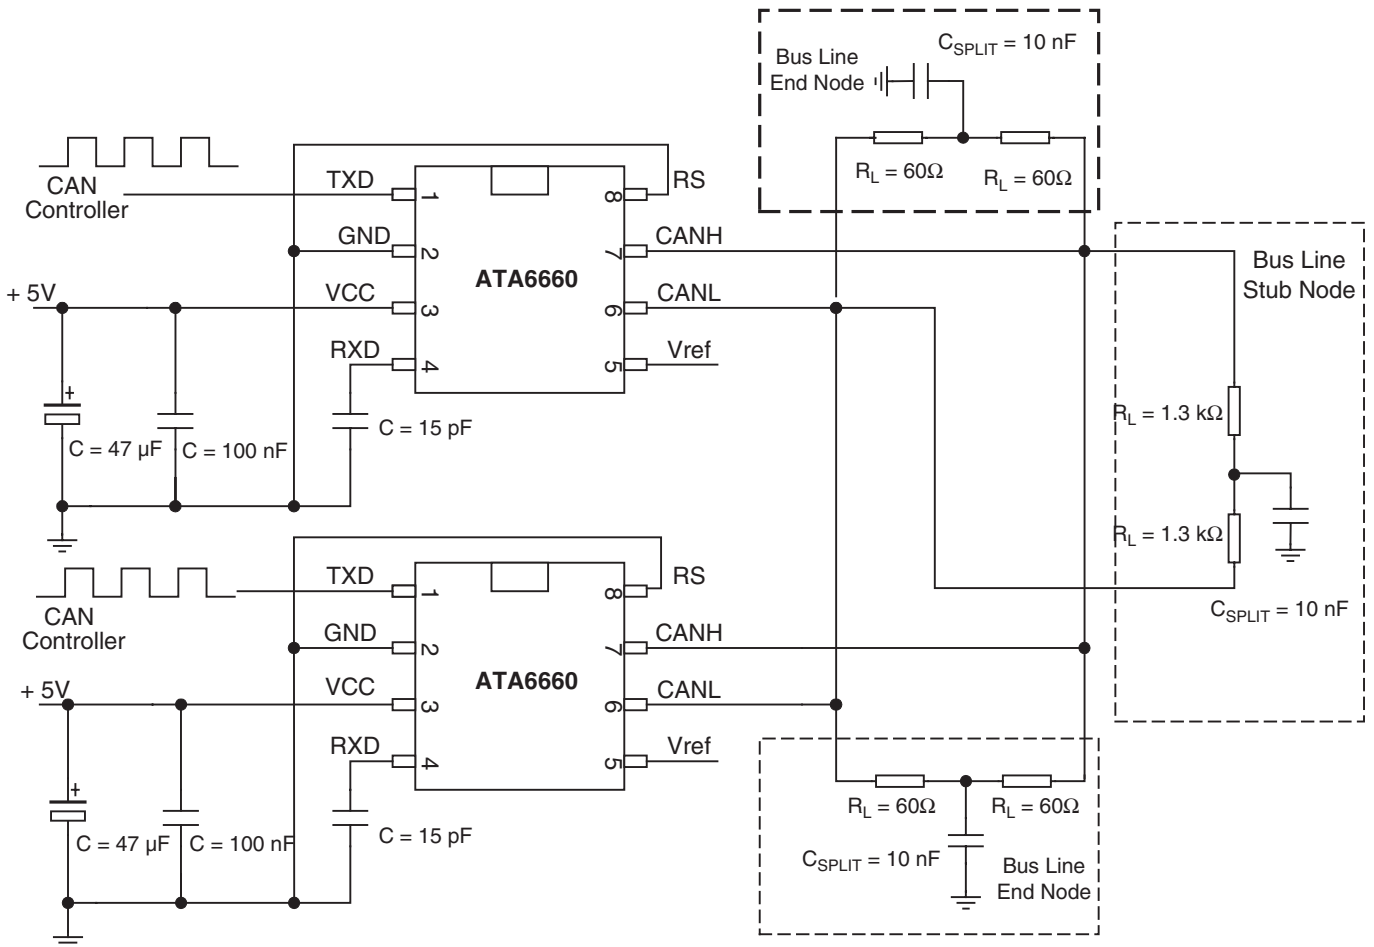 C_SPLIT = 10 nF
Bus Line
End Node
R_L = 60Ω
R_L = 60Ω
CAN
Controller
TXD
1
8
RS
GND
2
7
CANH
ATA6660
+ 5V
VCC
3
6
CANL
RXD
4
5
Vref
C = 47 µF
C = 100 nF
C = 15 pF
Bus Line
Stub Node
R_L = 1.3 kΩ
R_L = 1.3 kΩ
C_SPLIT = 10 nF
CAN
Controller
TXD
1
8
RS
GND
2
7
CANH
ATA6660
+ 5V
VCC
3
6
CANL
RXD
4
5
Vref
C = 47 µF
C = 100 nF
C = 15 pF
R_L = 60Ω
R_L = 60Ω
C_SPLIT = 10 nF
Bus Line
End Node
+
+